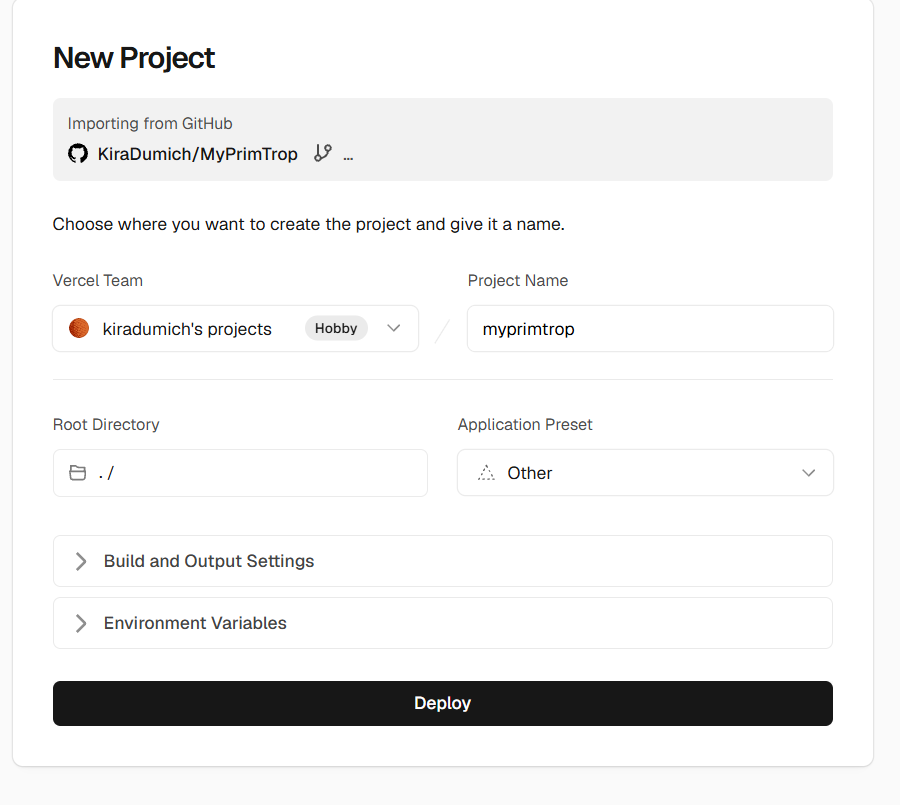 New Project
Importing from GitHub
KiraDumich/MyPrimTrop ...
Choose where you want to create the project and give it a name.
Vercel Team
Project Name
kiradumich's projects Hobby
/
myprimtrop
Root Directory
Application Preset
./
Other
Build and Output Settings
Environment Variables
Deploy